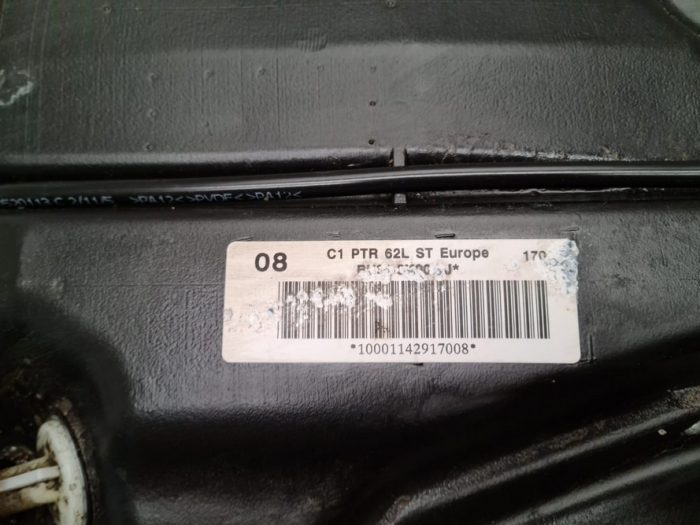 >PA12<>PVDF<>PA12<
08 C1 PTR 62L ST Europe
*10001142917008*